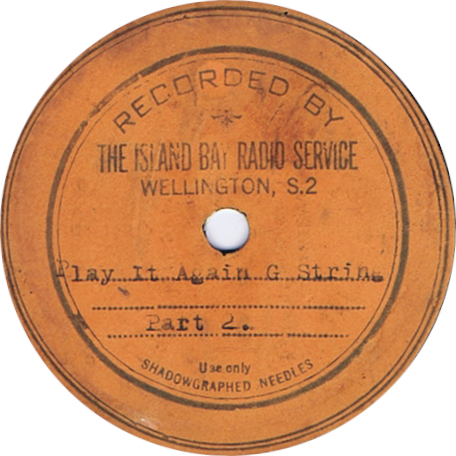 RECORDED BY
THE ISLAND BAY RADIO SERVICE
WELLINGTON, S.2
Play It Again G String
Part 2.
Use only
SHADOWGRAPHED NEEDLES